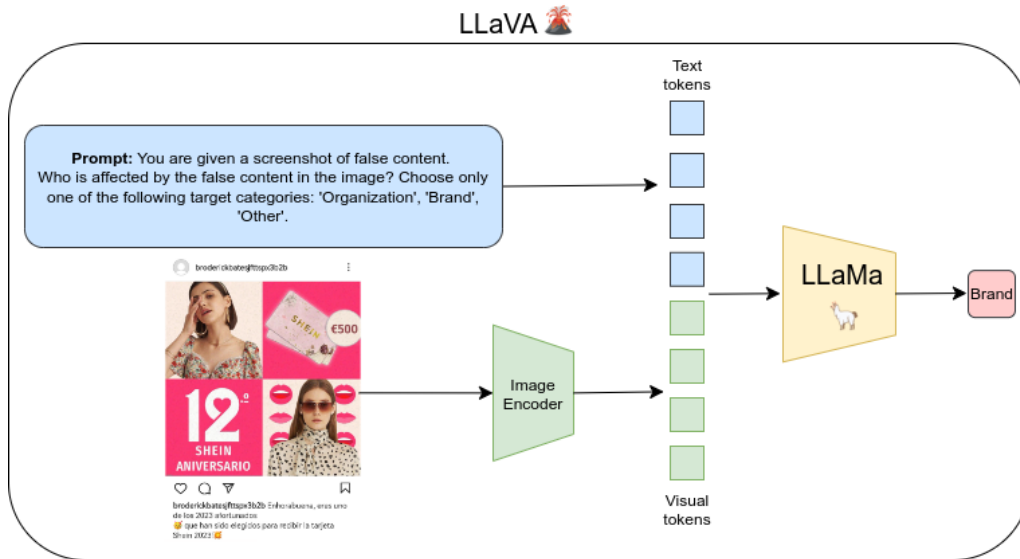 LLaVA 🌋
Text
tokens
Prompt: You are given a screenshot of false content.
Who is affected by the false content in the image? Choose only
one of the following target categories: 'Organization', 'Brand',
'Other'.
broderickbatesjfttspx3b2b
SHEIN
€500
12.º
SHEIN
ANIVERSARIO
broderickbatesjfttspx3b2b Enhorabuena, eres uno
de los 2023 afortunados
🥳 que han sido elegidos para recibir la tarjeta
Shein 2023 🥰
Image
Encoder
LLaMa
Brand
Visual
tokens